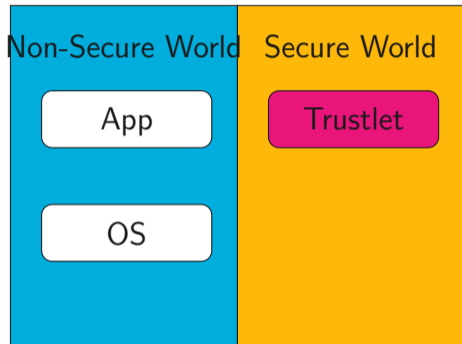 Non-Secure World
Secure World
App
Trustlet
OS